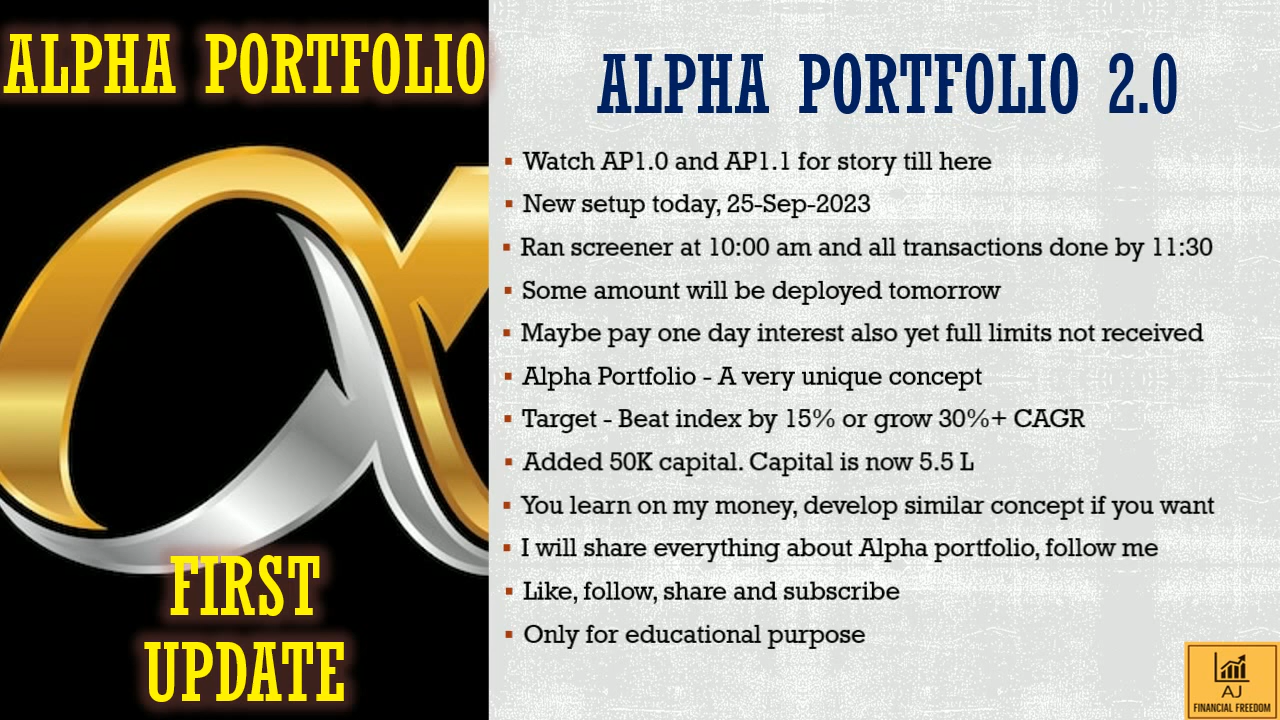 ALPHA PORTFOLIO
FIRST
UPDATE
ALPHA PORTFOLIO 2.0
▪ Watch AP1.0 and AP1.1 for story till here
▪ New setup today, 25-Sep-2023
▪ Ran screener at 10:00 am and all transactions done by 11:30
▪ Some amount will be deployed tomorrow
▪ Maybe pay one day interest also yet full limits not received
▪ Alpha Portfolio - A very unique concept
▪ Target - Beat index by 15% or grow 30%+ CAGR
▪ Added 50K capital. Capital is now 5.5 L
▪ You learn on my money, develop similar concept if you want
▪ I will share everything about Alpha portfolio, follow me
▪ Like, follow, share and subscribe
▪ Only for educational purpose
AJ
FINANCIAL FREEDOM